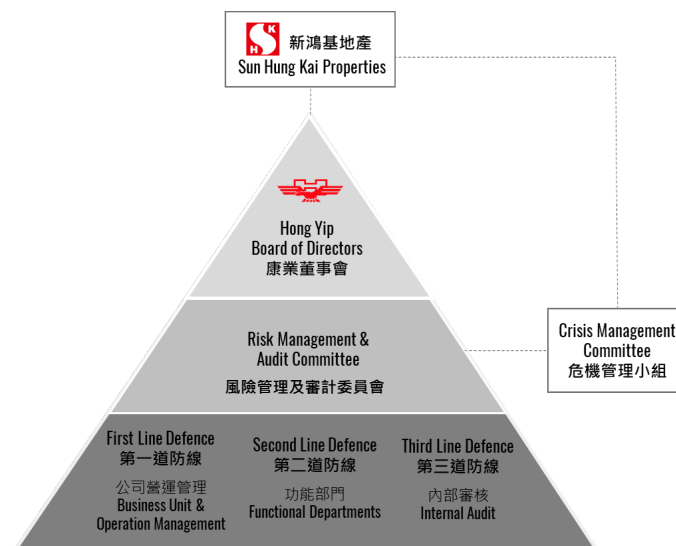 新鴻基地產
Sun Hung Kai Properties
Hong Yip
Board of Directors
康業董事會
Risk Management &
Audit Committee
風險管理及審計委員會
Crisis Management
Committee
危機管理小組
First Line Defence
第一道防線
公司營運管理
Business Unit &
Operation Management
Second Line Defence
第二道防線
功能部門
Functional Departments
Third Line Defence
第三道防線
內部審核
Internal Audit